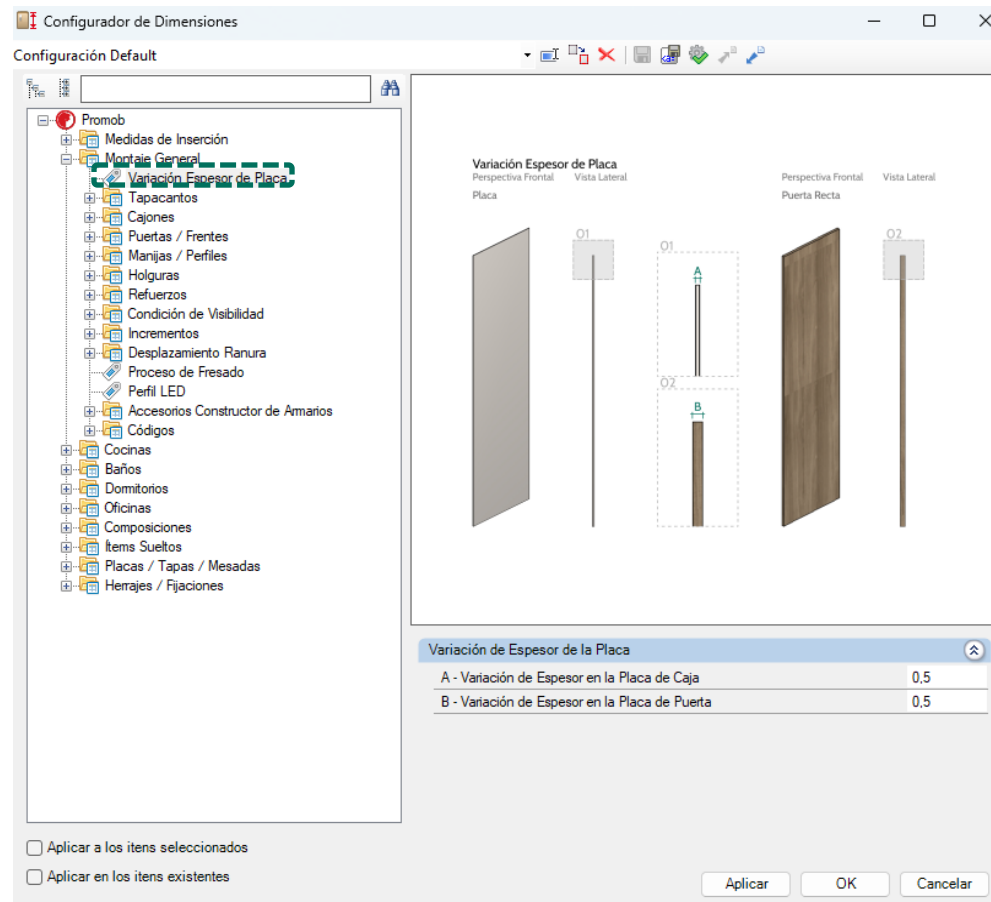 Configurador de Dimensiones
Configuración Default
Promob
Medidas de Inserción
Montaje General
Variación Espesor de Placa
Tapacantos
Cajones
Puertas / Frentes
Manijas / Perfiles
Holguras
Refuerzos
Condición de Visibilidad
Incrementos
Desplazamiento Ranura
Proceso de Fresado
Perfil LED
Accesorios Constructor de Armarios
Códigos
Cocinas
Baños
Dormitorios
Oficinas
Composiciones
Ítems Sueltos
Placas / Tapas / Mesadas
Herrajes / Fijaciones
Aplicar a los itens seleccionados
Aplicar en los itens existentes
Variación Espesor de Placa
Perspectiva Frontal Vista Lateral Perspectiva Frontal Vista Lateral
Placa Puerta Recta
01 01 02
A
02
B
Variación de Espesor de la Placa
A - Variación de Espesor en la Placa de Caja 0,5
B - Variación de Espesor en la Placa de Puerta 0,5
Aplicar OK Cancelar